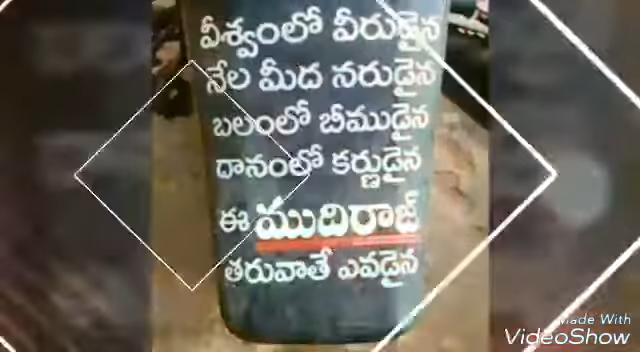 వీశ్వంలో వీరుడైన
నేల మీద నరుడైన
బలంలో బీముడైన
దానంలో కర్ణుడైన
ఈ ముదిరాజ్
తరువాతే ఎవడైన
Made With
VideoShow